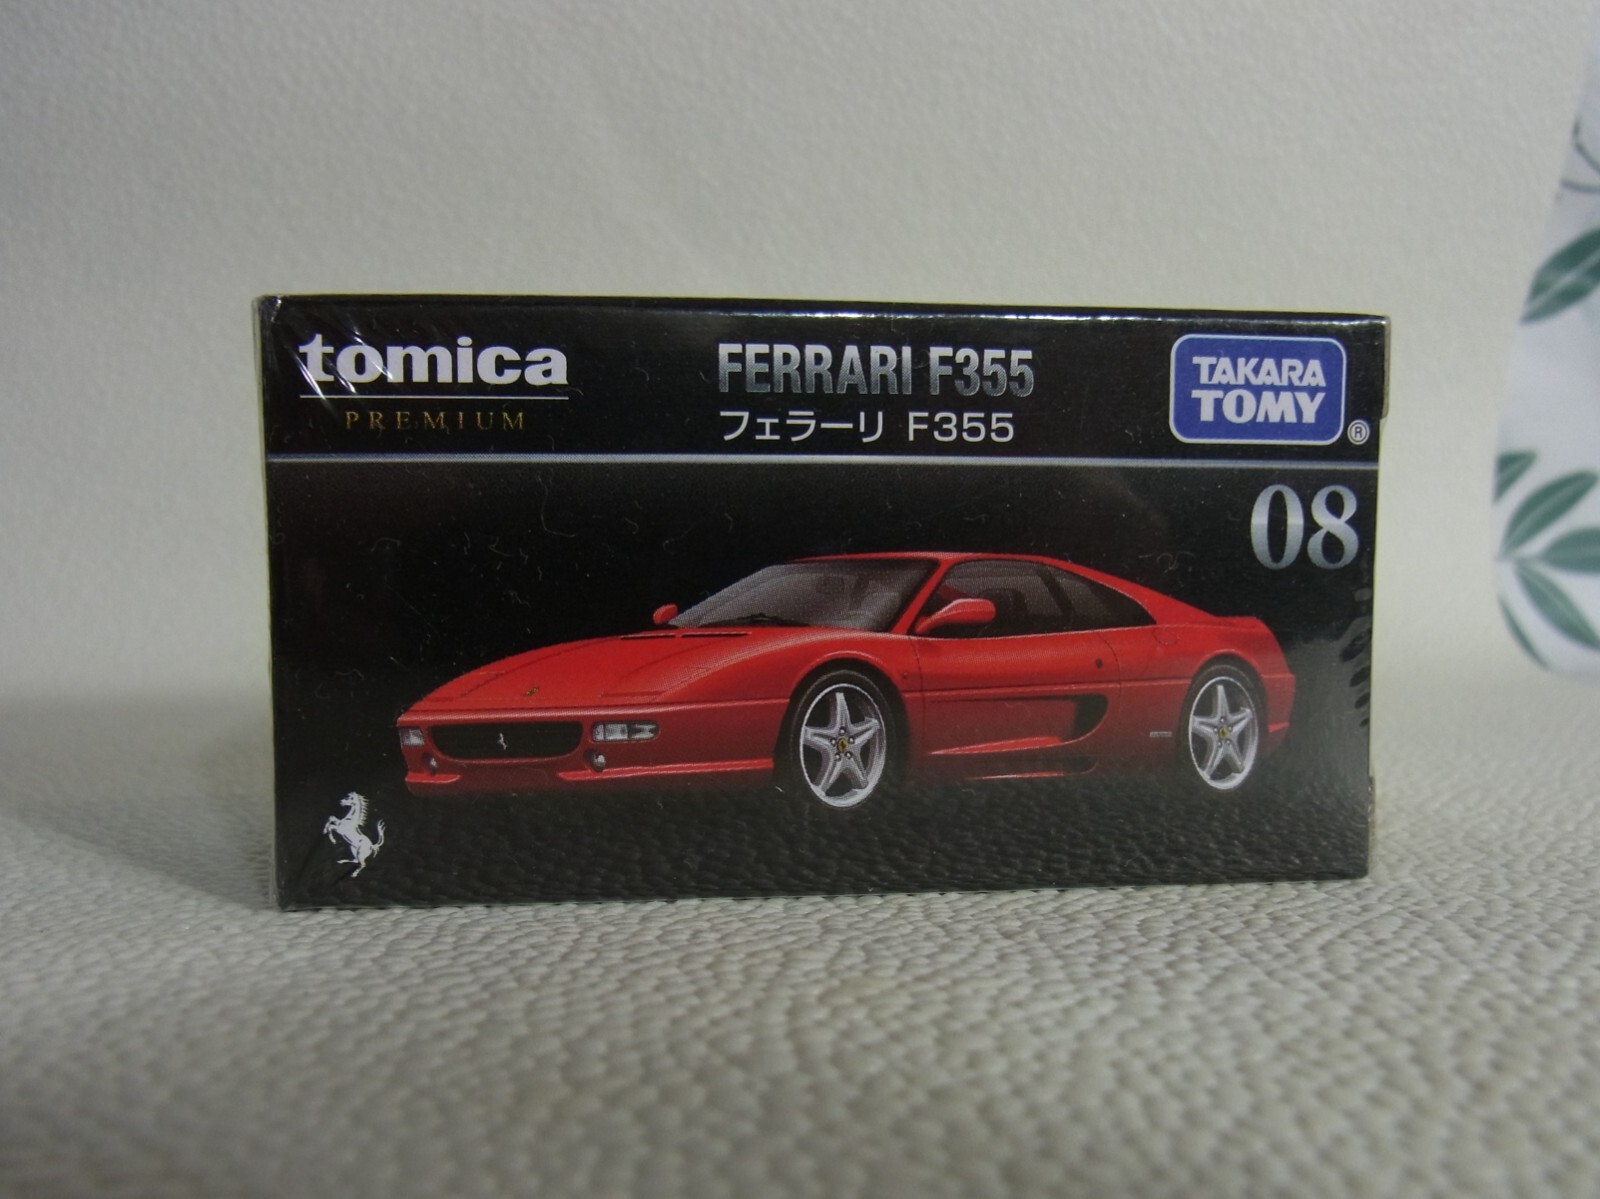 tomica
PREMIUM
FERRARI F355
フェラーリ F355
TAKARA
TOMY
®
08